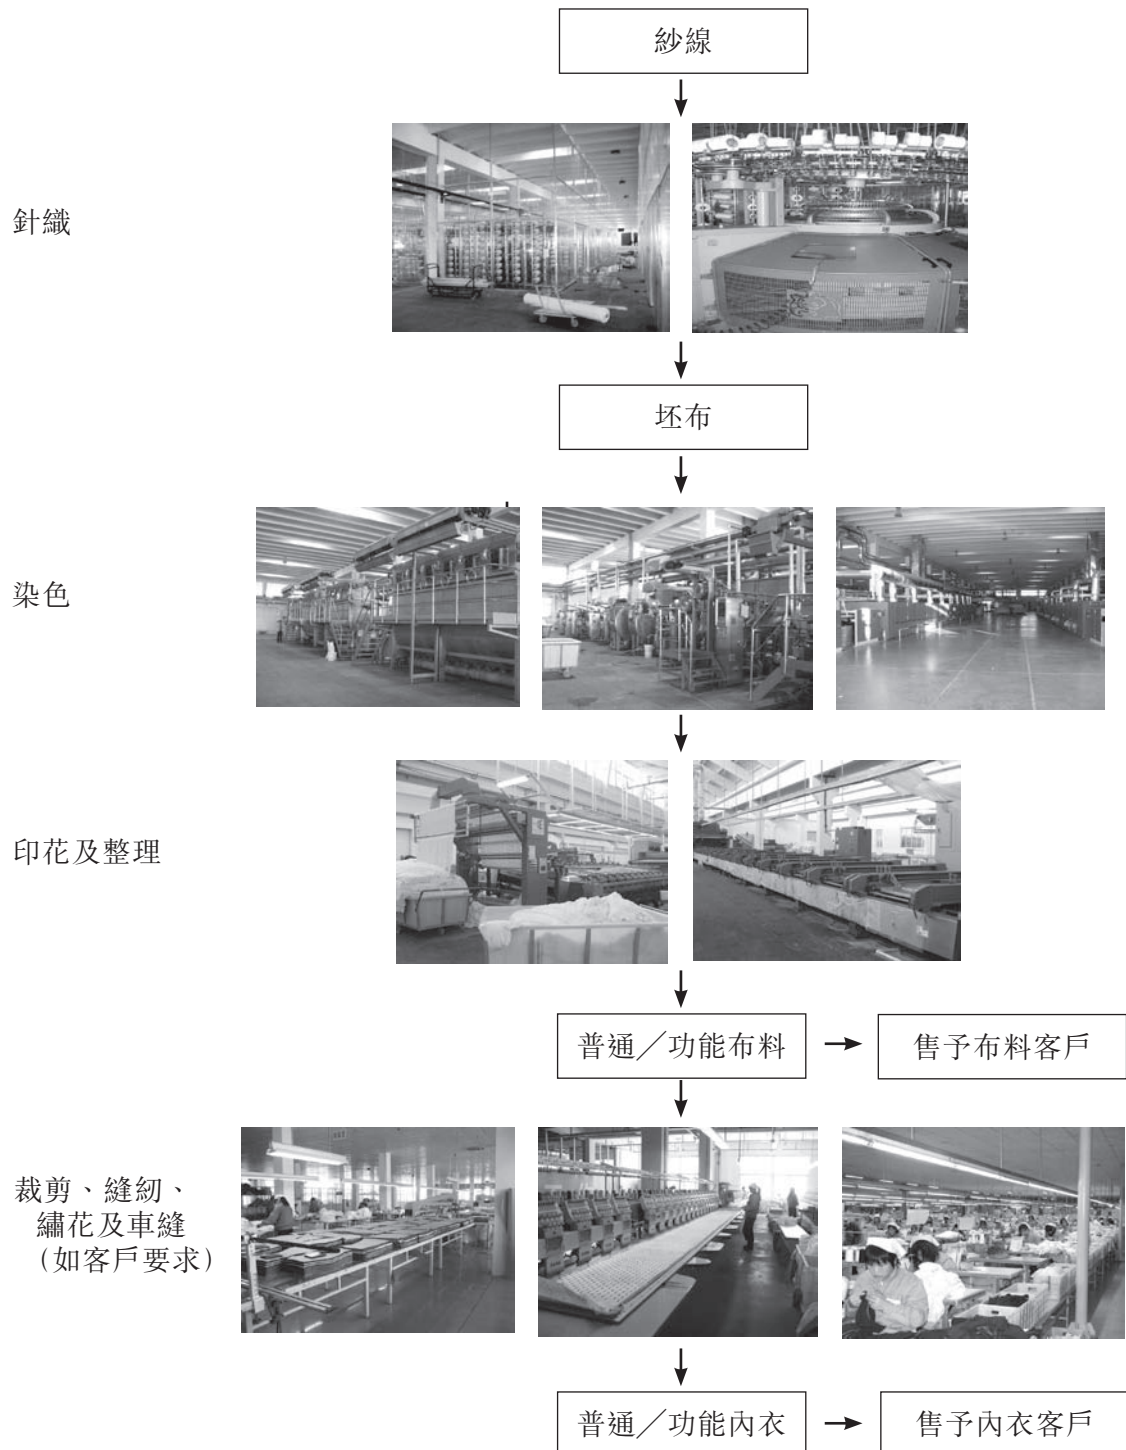 紗線
針織
坯布
染色
印花及整理
普通／功能布料
售予布料客戶
裁剪、縫紉、
繡花及車縫
（如客戶要求）
普通／功能內衣
售予內衣客戶